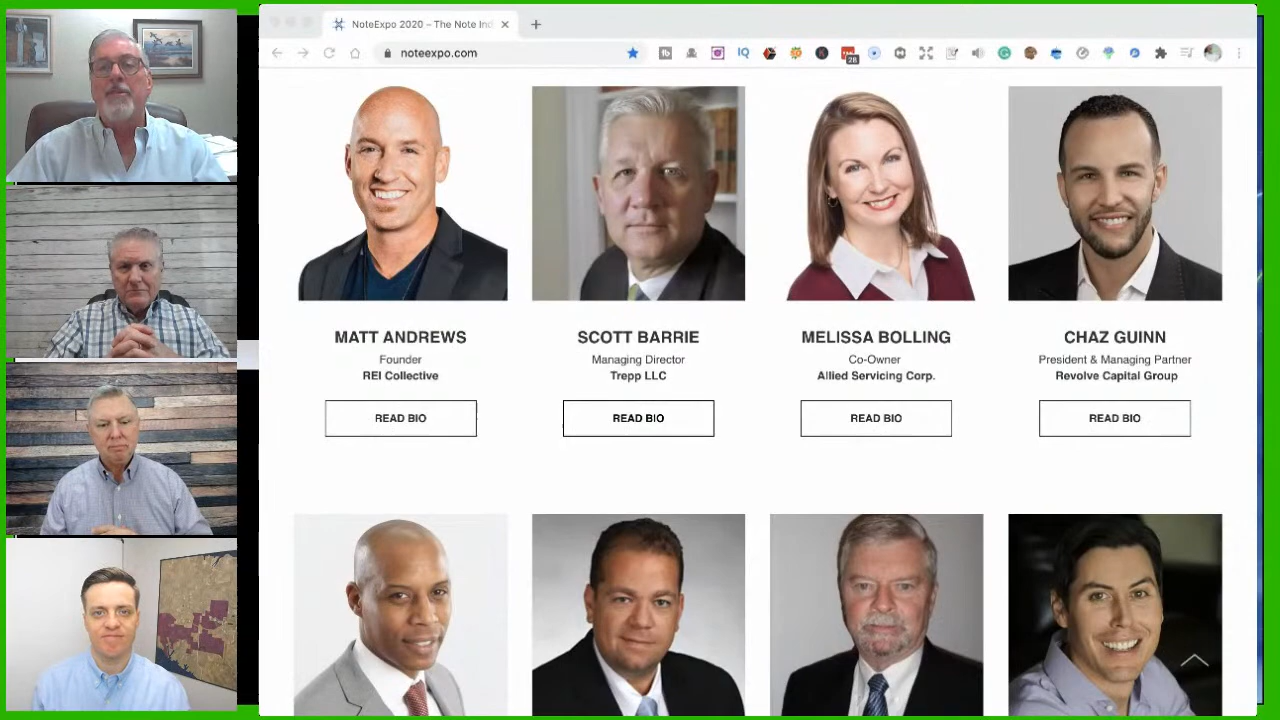 NoteExpo 2020 – The Note Ind
noteexpo.com
28
MATT ANDREWS
Founder
REI Collective
READ BIO
SCOTT BARRIE
Managing Director
Trepp LLC
READ BIO
MELISSA BOLLING
Co-Owner
Allied Servicing Corp.
READ BIO
CHAZ GUINN
President & Managing Partner
Revolve Capital Group
READ BIO